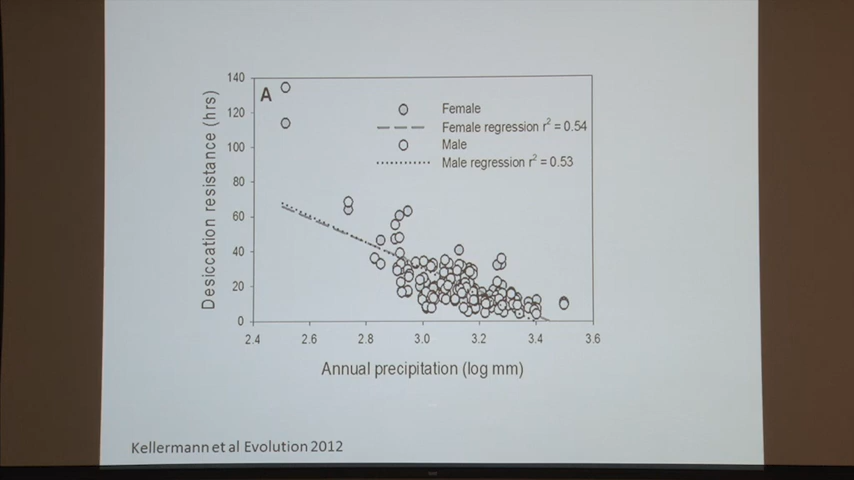 A
Female
Female regression r² = 0.54
Male
Male regression r² = 0.53
Desiccation resistance (hrs)
140
120
100
80
60
40
20
0
2.4 2.6 2.8 3.0 3.2 3.4 3.6
Annual precipitation (log mm)
Kellermann et al Evolution 2012